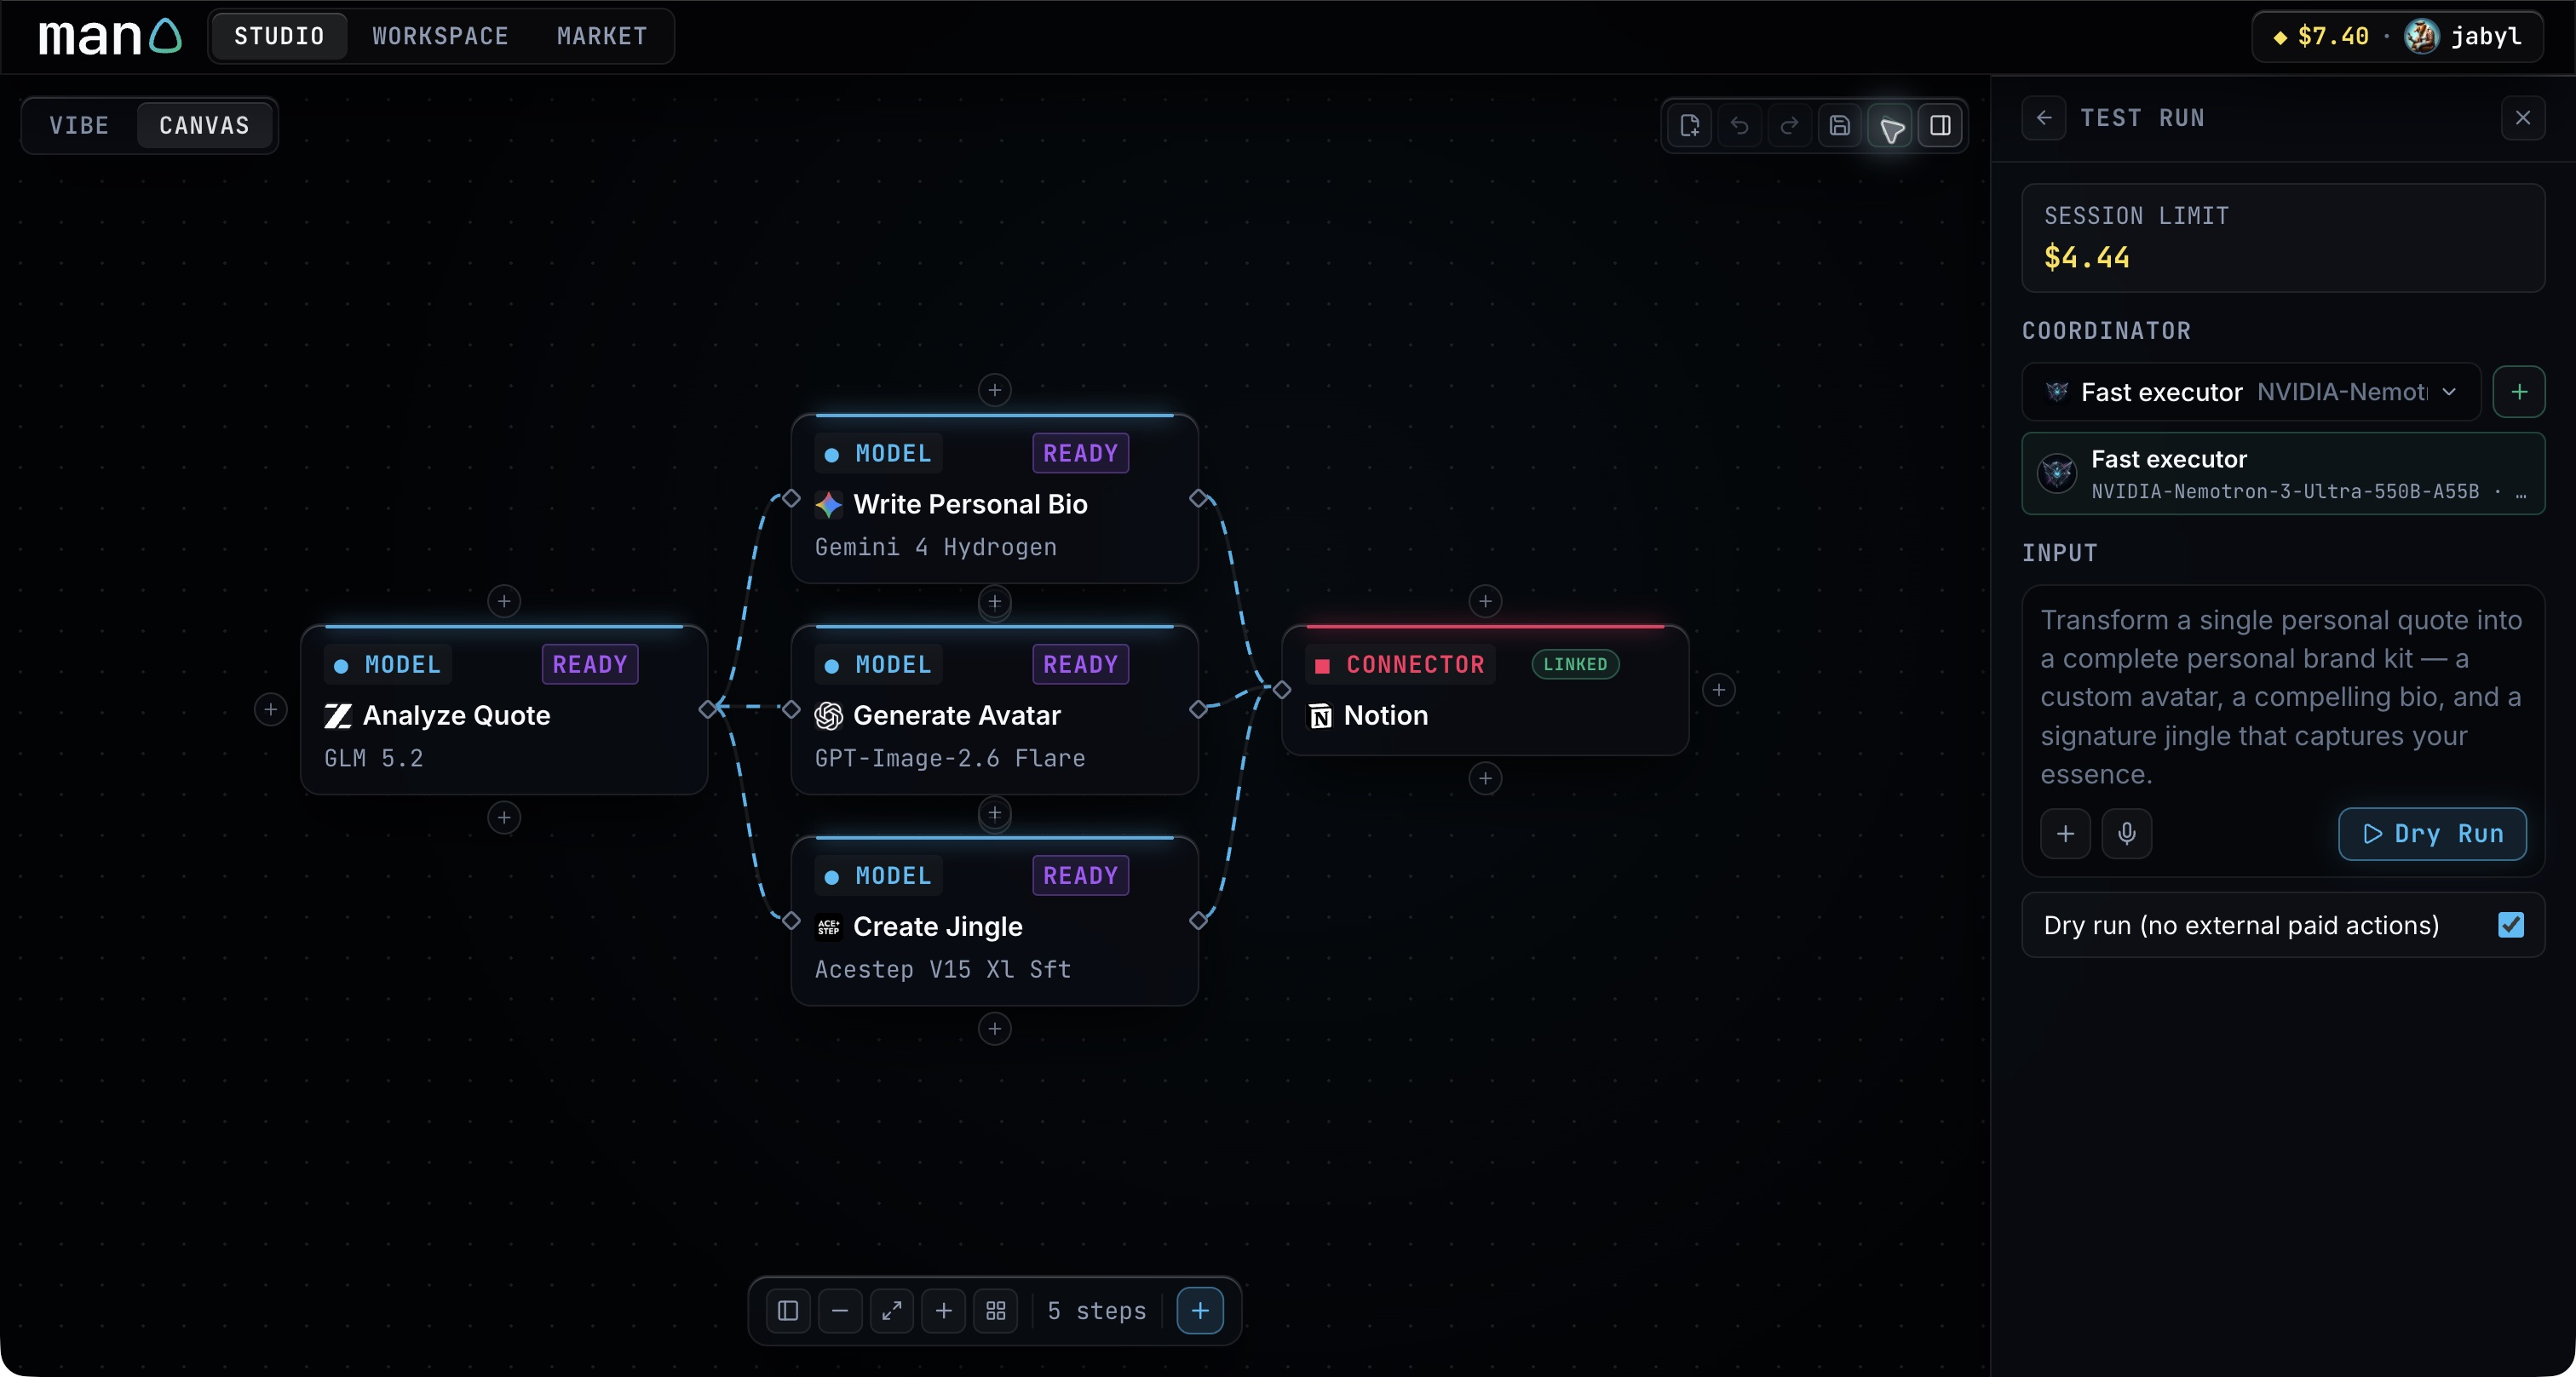 mano
STUDIO
WORKSPACE
MARKET
$7.40 · jabyl
VIBE
CANVAS
MODEL
READY
Write Personal Bio
Gemini 4 Hydrogen
MODEL
READY
Analyze Quote
GLM 5.2
MODEL
READY
Generate Avatar
GPT-Image-2.6 Flare
CONNECTOR
LINKED
Notion
MODEL
READY
ACE+
STEP
Create Jingle
Acestep V15 Xl Sft
5 steps
TEST RUN
SESSION LIMIT
$4.44
COORDINATOR
Fast executor NVIDIA-Nemot
Fast executor
NVIDIA-Nemotron-3-Ultra-550B-A55B · …
INPUT
Transform a single personal quote into
a complete personal brand kit — a
custom avatar, a compelling bio, and a
signature jingle that captures your
essence.
Dry Run
Dry run (no external paid actions)